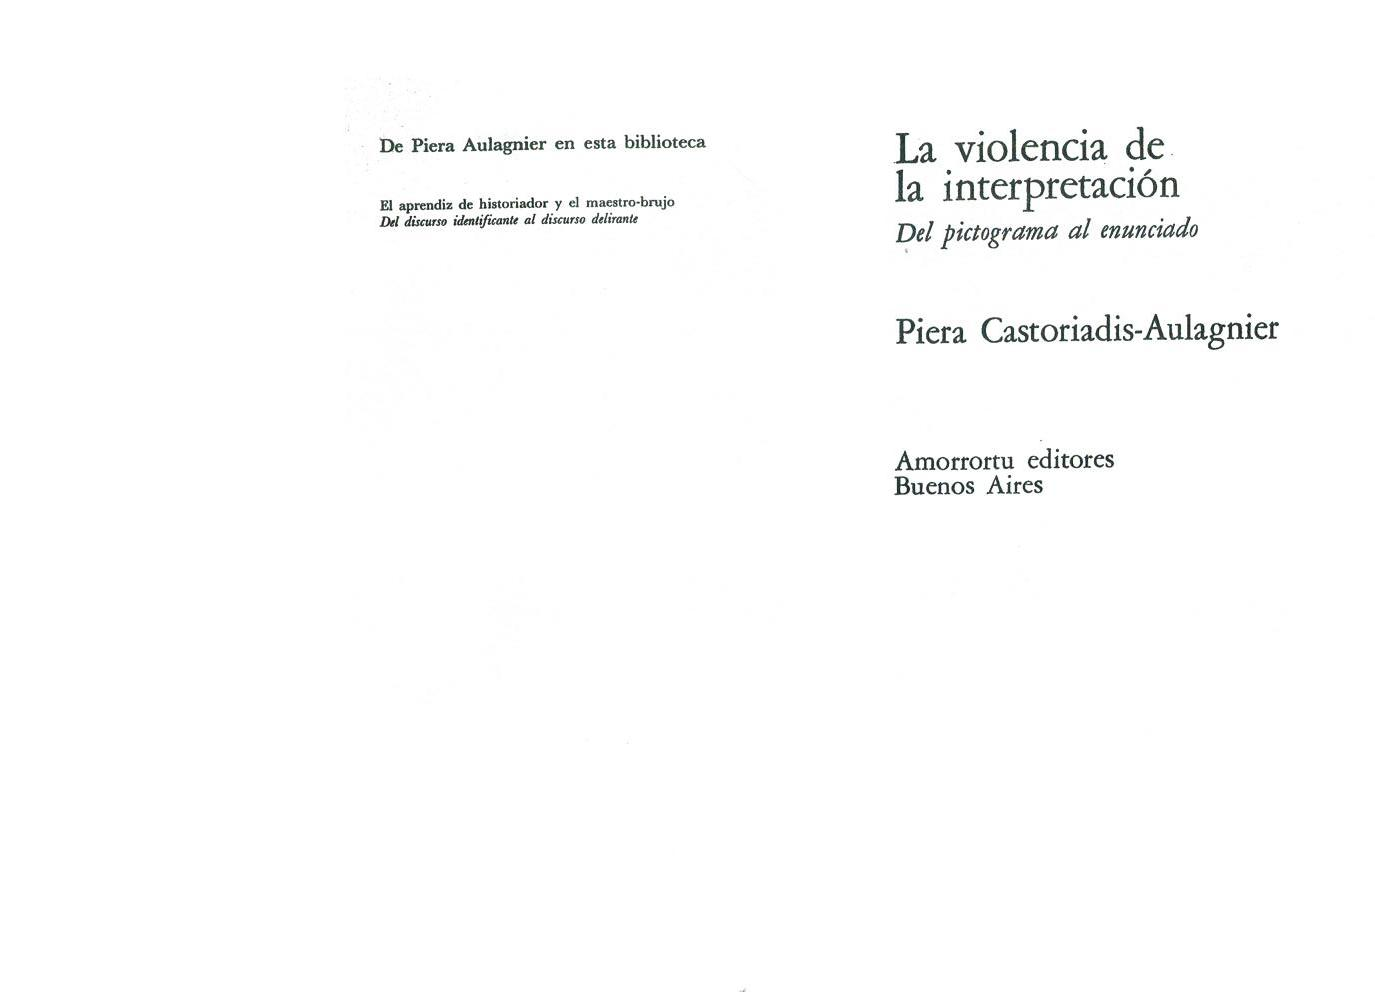 De Piera Aulagnier en esta biblioteca
El aprendiz de historiador y el maestro-brujo
Del discurso identificante al discurso delirante
La violencia de
la interpretación
Del pictograma al enunciado
Piera Castoriadis-Aulagnier
Amorrortu editores
Buenos Aires